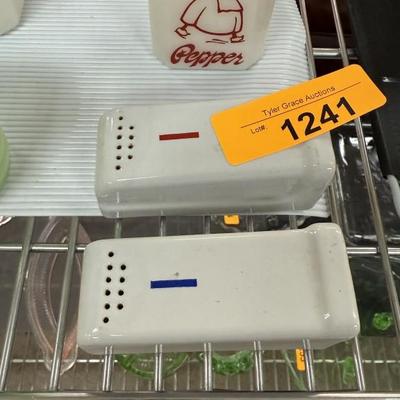 Pepper
Tyler Grace Auctions
Lot#: 1241